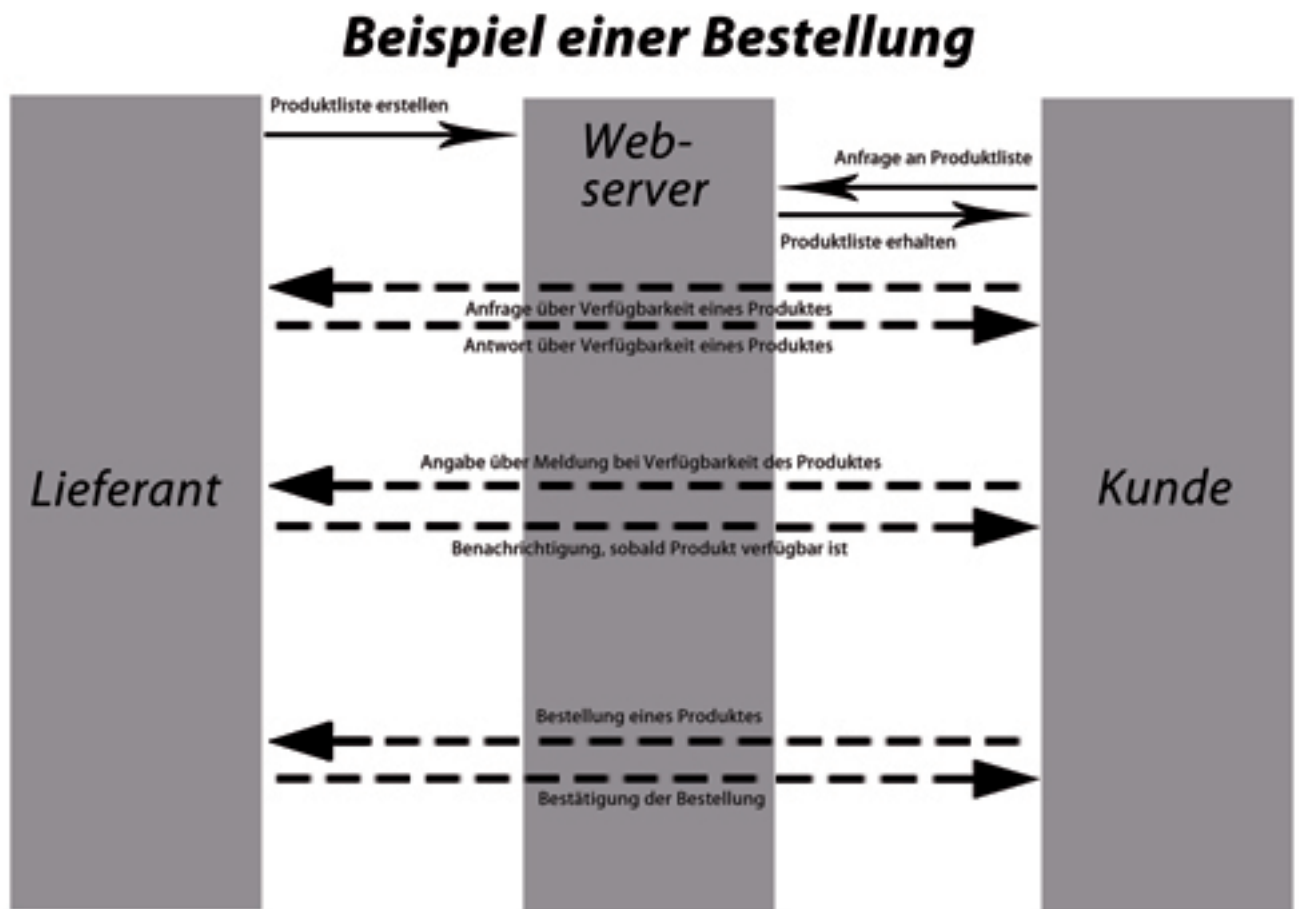 Beispiel einer Bestellung
Produktliste erstellen
Web-
server
Anfrage an Produktliste
Produktliste erhalten
Anfrage über Verfügbarkeit eines Produktes
Antwort über Verfügbarkeit eines Produktes
Angabe über Meldung bei Verfügbarkeit des Produktes
Lieferant
Kunde
Benachrichtigung, sobald Produkt verfügbar ist
Bestellung eines Produktes
Bestätigung der Bestellung